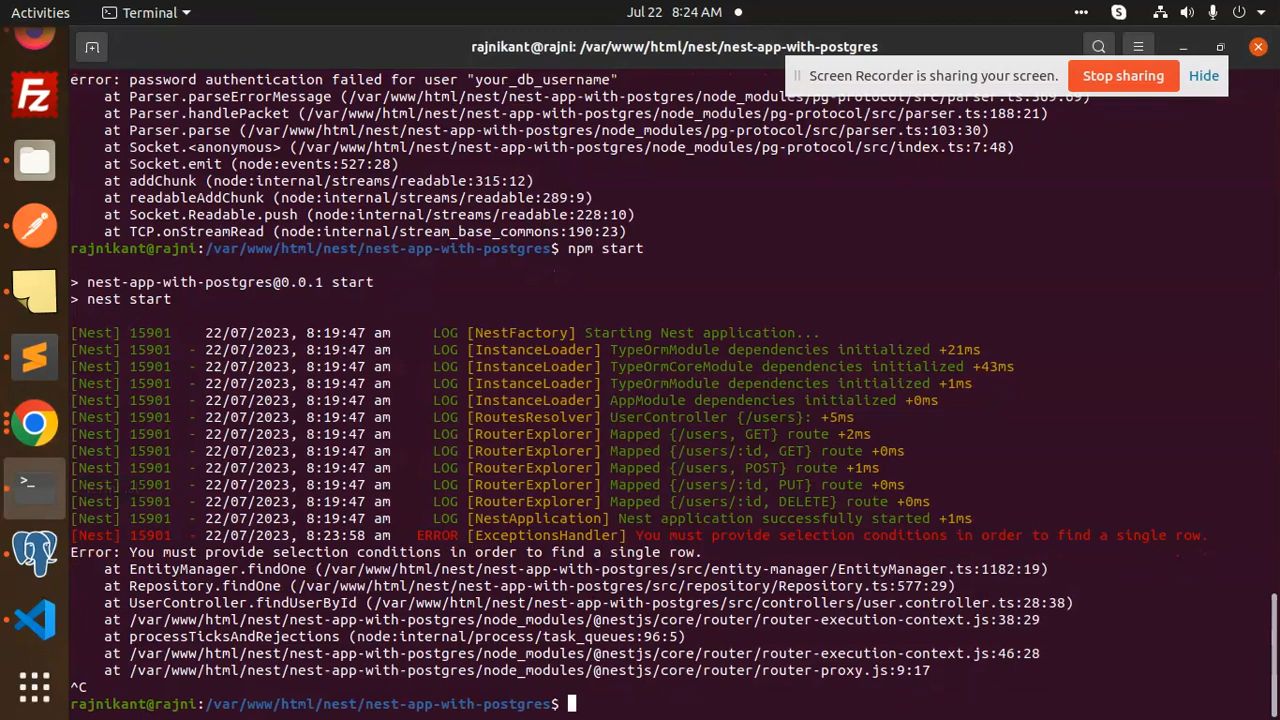 Activities
Terminal
Jul 22 8:24 AM
rajnikant@rajni: /var/www/html/nest/nest-app-with-postgres
Screen Recorder is sharing your screen.
Stop sharing
Hide
error: password authentication failed for user "your_db_username"
at Parser.parseErrorMessage (/var/www/html/nest/nest-app-with-postgres/node_modules/pg-protocol/src/parser.ts:369:69)
at Parser.handlePacket (/var/www/html/nest/nest-app-with-postgres/node_modules/pg-protocol/src/parser.ts:188:21)
at Parser.parse (/var/www/html/nest/nest-app-with-postgres/node_modules/pg-protocol/src/parser.ts:103:30)
at Socket.<anonymous> (/var/www/html/nest/nest-app-with-postgres/node_modules/pg-protocol/src/index.ts:7:48)
at Socket.emit (node:events:527:28)
at addChunk (node:internal/streams/readable:315:12)
at readableAddChunk (node:internal/streams/readable:289:9)
at Socket.Readable.push (node:internal/streams/readable:228:10)
at TCP.onStreamRead (node:internal/stream_base_commons:190:23)
rajnikant@rajni:/var/www/html/nest/nest-app-with-postgres$ npm start
> nest-app-with-postgres@0.0.1 start
> nest start
[Nest] 15901 22/07/2023, 8:19:47 am LOG [NestFactory] Starting Nest application...
[Nest] 15901 - 22/07/2023, 8:19:47 am LOG [InstanceLoader] TypeOrmModule dependencies initialized +21ms
[Nest] 15901 - 22/07/2023, 8:19:47 am LOG [InstanceLoader] TypeOrmCoreModule dependencies initialized +43ms
[Nest] 15901 - 22/07/2023, 8:19:47 am LOG [InstanceLoader] TypeOrmModule dependencies initialized +1ms
[Nest] 15901 - 22/07/2023, 8:19:47 am LOG [InstanceLoader] AppModule dependencies initialized +0ms
[Nest] 15901 - 22/07/2023, 8:19:47 am LOG [RoutesResolver] UserController {/users}: +5ms
[Nest] 15901 - 22/07/2023, 8:19:47 am LOG [RouterExplorer] Mapped {/users, GET} route +2ms
[Nest] 15901 - 22/07/2023, 8:19:47 am LOG [RouterExplorer] Mapped {/users/:id, GET} route +0ms
[Nest] 15901 - 22/07/2023, 8:19:47 am LOG [RouterExplorer] Mapped {/users, POST} route +1ms
[Nest] 15901 - 22/07/2023, 8:19:47 am LOG [RouterExplorer] Mapped {/users/:id, PUT} route +0ms
[Nest] 15901 - 22/07/2023, 8:19:47 am LOG [RouterExplorer] Mapped {/users/:id, DELETE} route +0ms
[Nest] 15901 - 22/07/2023, 8:19:47 am LOG [NestApplication] Nest application successfully started +1ms
[Nest] 15901 - 22/07/2023, 8:23:58 am ERROR [ExceptionsHandler] You must provide selection conditions in order to find a single row.
Error: You must provide selection conditions in order to find a single row.
at EntityManager.findOne (/var/www/html/nest/nest-app-with-postgres/src/entity-manager/EntityManager.ts:1182:19)
at Repository.findOne (/var/www/html/nest/nest-app-with-postgres/src/repository/Repository.ts:577:29)
at UserController.findUserById (/var/www/html/nest/nest-app-with-postgres/src/controllers/user.controller.ts:28:38)
at /var/www/html/nest/nest-app-with-postgres/node_modules/@nestjs/core/router/router-execution-context.js:38:29
at processTicksAndRejections (node:internal/process/task_queues:96:5)
at /var/www/html/nest/nest-app-with-postgres/node_modules/@nestjs/core/router/router-execution-context.js:46:28
at /var/www/html/nest/nest-app-with-postgres/node_modules/@nestjs/core/router/router-proxy.js:9:17
^C
rajnikant@rajni:/var/www/html/nest/nest-app-with-postgres$